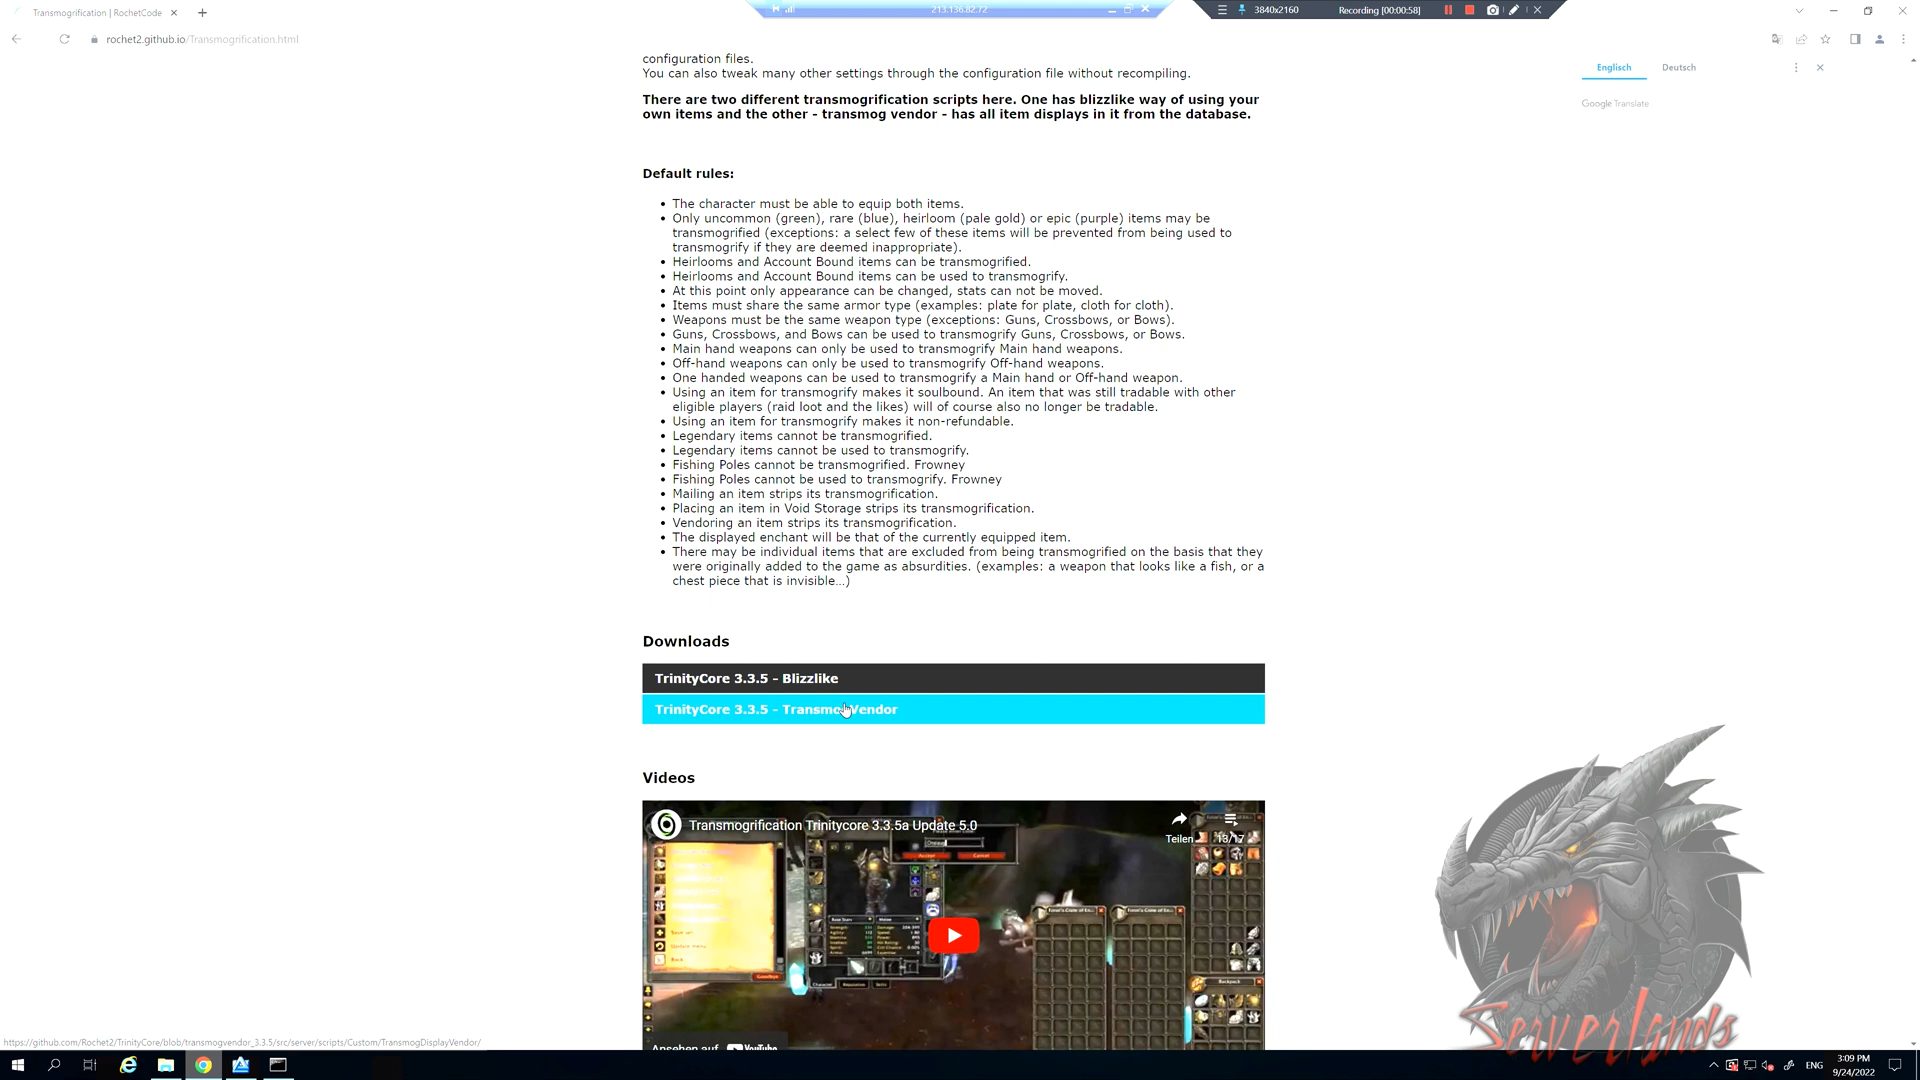 Transmogrification | RochetCode
213.136.82.72
3840x2160
Recording [00:00:58]
rochet2.github.io/Transmogrification.html
configuration files.
You can also tweak many other settings through the configuration file without recompiling.
There are two different transmogrification scripts here. One has blizzlike way of using your
own items and the other - transmog vendor - has all item displays in it from the database.
Englisch
Deutsch
Google Translate
Default rules:
• The character must be able to equip both items.
• Only uncommon (green), rare (blue), heirloom (pale gold) or epic (purple) items may be
transmogrified (exceptions: a select few of these items will be prevented from being used to
transmogrify if they are deemed inappropriate).
• Heirlooms and Account Bound items can be transmogrified.
• Heirlooms and Account Bound items can be used to transmogrify.
• At this point only appearance can be changed, stats can not be moved.
• Items must share the same armor type (examples: plate for plate, cloth for cloth).
• Weapons must be the same weapon type (exceptions: Guns, Crossbows, or Bows).
• Guns, Crossbows, and Bows can be used to transmogrify Guns, Crossbows, or Bows.
• Main hand weapons can only be used to transmogrify Main hand weapons.
• Off-hand weapons can only be used to transmogrify Off-hand weapons.
• One handed weapons can be used to transmogrify a Main hand or Off-hand weapon.
• Using an item for transmogrify makes it soulbound. An item that was still tradable with other
eligible players (raid loot and the likes) will of course also no longer be tradable.
• Using an item for transmogrify makes it non-refundable.
• Legendary items cannot be transmogrified.
• Legendary items cannot be used to transmogrify.
• Fishing Poles cannot be transmogrified. Frowney
• Fishing Poles cannot be used to transmogrify. Frowney
• Mailing an item strips its transmogrification.
• Placing an item in Void Storage strips its transmogrification.
• Vendoring an item strips its transmogrification.
• The displayed enchant will be that of the currently equipped item.
• There may be individual items that are excluded from being transmogrified on the basis that they
were originally added to the game as absurdities. (examples: a weapon that looks like a fish, or a
chest piece that is invisible...)
Downloads
TrinityCore 3.3.5 - Blizzlike
TrinityCore 3.3.5 - TransmogVendor
Videos
Transmogrification Trinitycore 3.3.5a Update 5.0
Teilen
13/17
Backpack
Ansehen auf YouTube
Serverlands
https://github.com/Rochet2/TrinityCore/blob/transmogvendor_3.3.5/src/server/scripts/Custom/TransmogDisplayVendor/
ENG
3:09 PM
9/24/2022